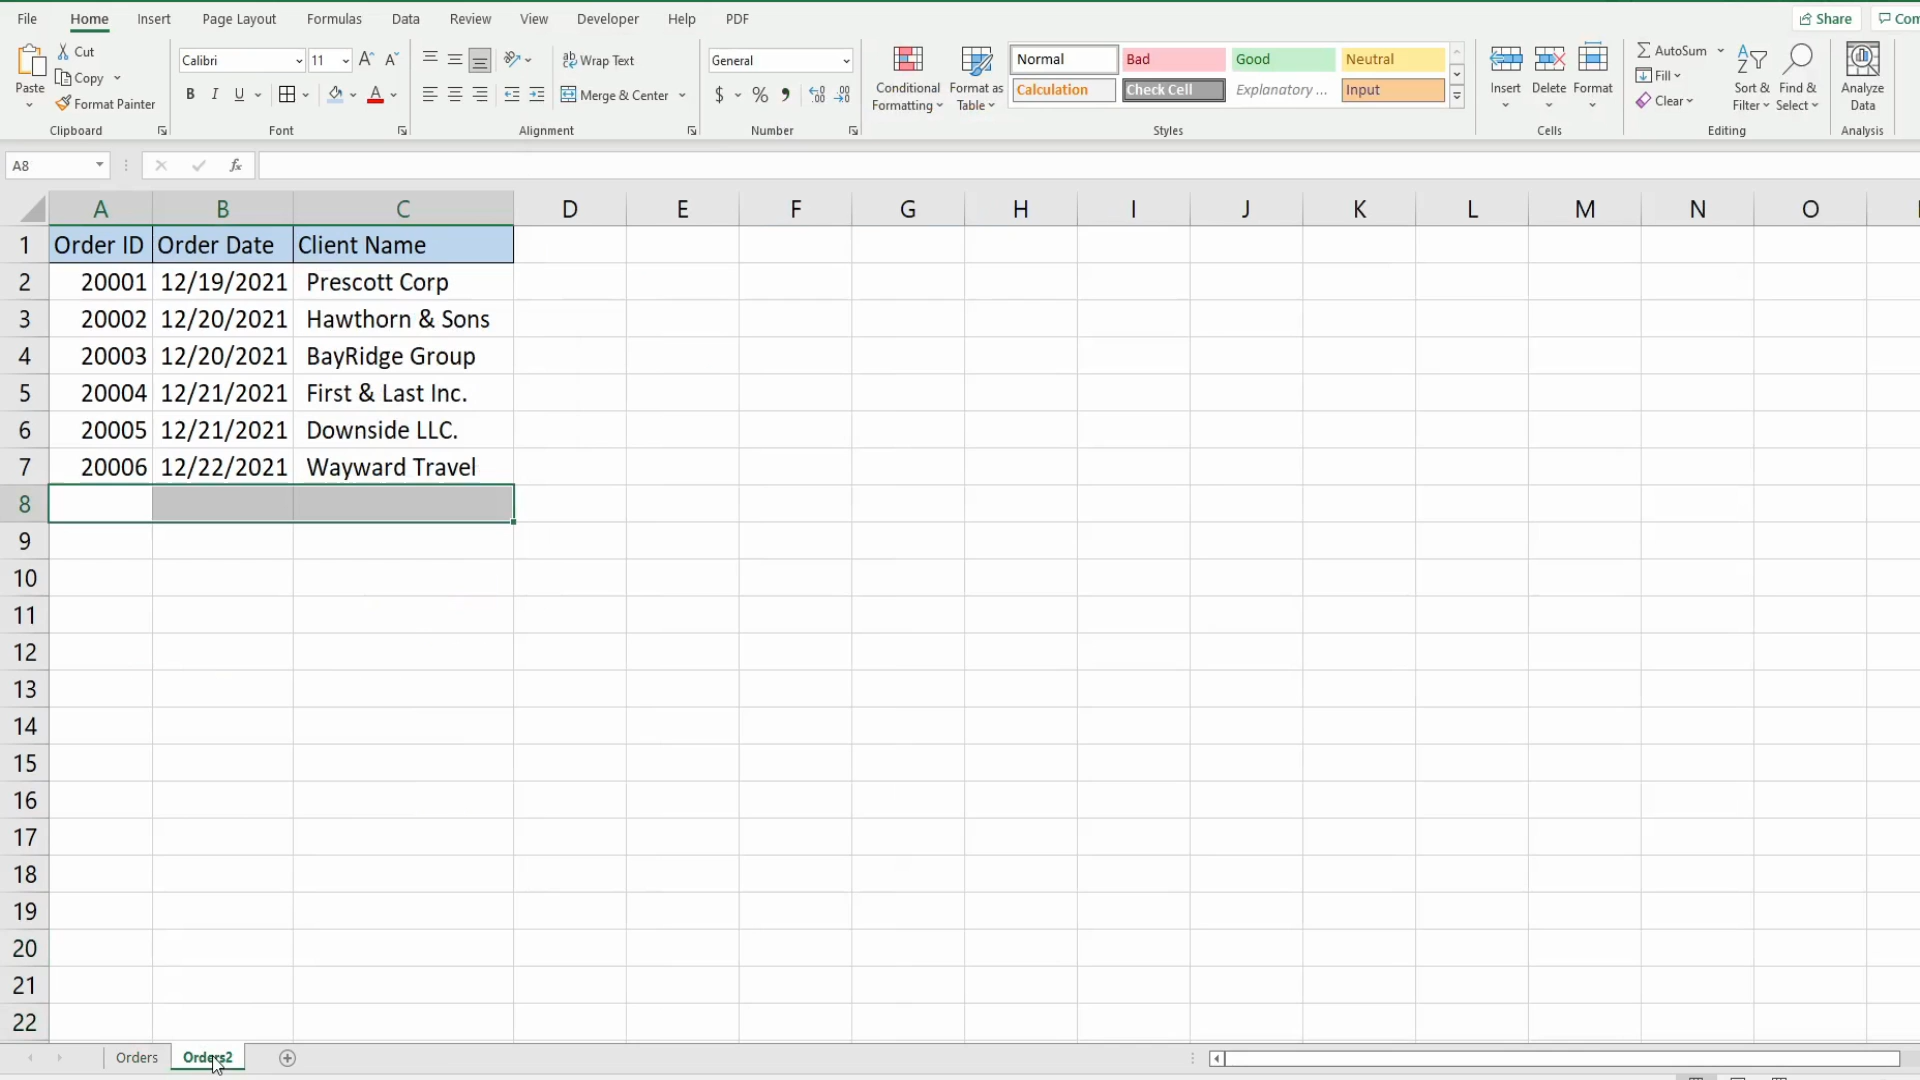 File Home Insert Page Layout Formulas Data Review View Developer Help PDF Share
Cut Calibri 11 Wrap Text General Normal Bad Good Neutral AutoSum
Copy Fill
Paste Format Painter B I U Merge & Center $ % Conditional Formatting Format as Table Calculation Check Cell Explanatory ... Input Insert Delete Format Clear Sort & Filter Find & Select Analyze Data
Clipboard Font Alignment Number Styles Cells Editing Analysis
A8 fx
A B C D E F G H I J K L M N O
1 Order ID Order Date Client Name
2 20001 12/19/2021 Prescott Corp
3 20002 12/20/2021 Hawthorn & Sons
4 20003 12/20/2021 BayRidge Group
5 20004 12/21/2021 First & Last Inc.
6 20005 12/21/2021 Downside LLC.
7 20006 12/22/2021 Wayward Travel
8
9
10
11
12
13
14
15
16
17
18
19
20
21
22
Orders Orders2